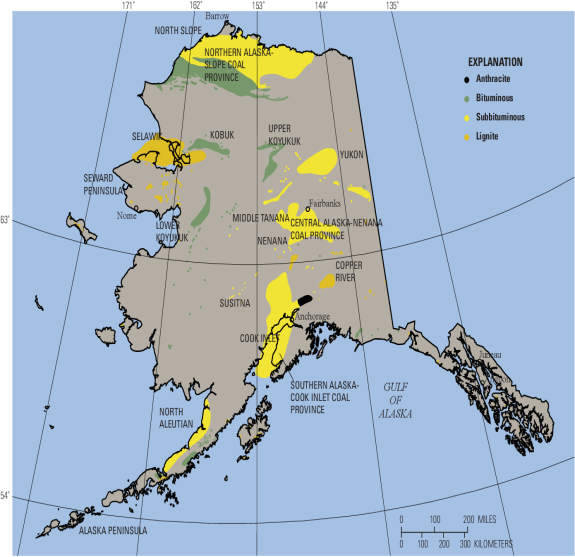 171°
162°
153°
144°
135°
Barrow
NORTH SLOPE
NORTHERN ALASKA-
SLOPE COAL
PROVINCE
EXPLANATION
Anthracite
Bituminous
Subbituminous
Lignite
SELAWIK
KOBUK
UPPER
KOYUKUK
YUKON
SEWARD
PENINSULA
Nome
LOWER
KOYUKUK
Fairbanks
MIDDLE TANANA
CENTRAL ALASKA-NENANA
COAL PROVINCE
NENANA
63°
COPPER
RIVER
SUSITNA
Anchorage
COOK INLET
SOUTHERN ALASKA-
COOK INLET COAL
PROVINCE
GULF
OF
ALASKA
Juneau
NORTH
ALEUTIAN
54°
ALASKA PENINSULA
0 100 200 MILES
0 100 200 300 KILOMETERS